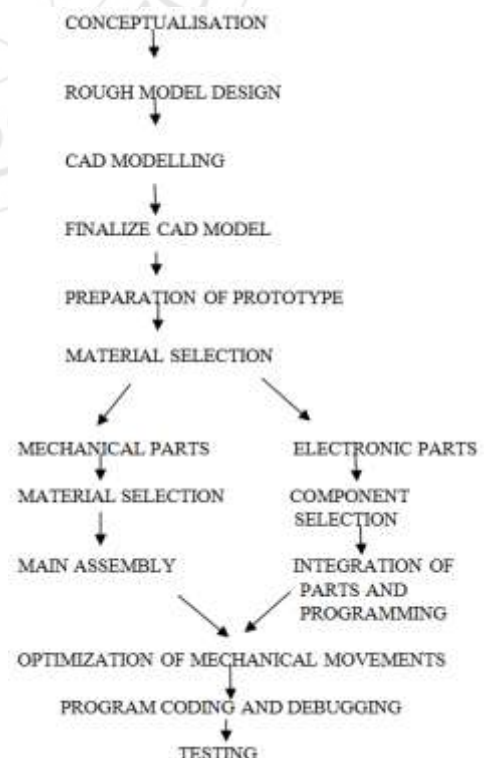 CONCEPTUALISATION
ROUGH MODEL DESIGN
CAD MODELLING
FINALIZE CAD MODEL
PREPARATION OF PROTOTYPE
MATERIAL SELECTION
MECHANICAL PARTS
ELECTRONIC PARTS
MATERIAL SELECTION
COMPONENT
SELECTION
MAIN ASSEMBLY
INTEGRATION OF
PARTS AND
PROGRAMMING
OPTIMIZATION OF MECHANICAL MOVEMENTS
PROGRAM CODING AND DEBUGGING
TESTING